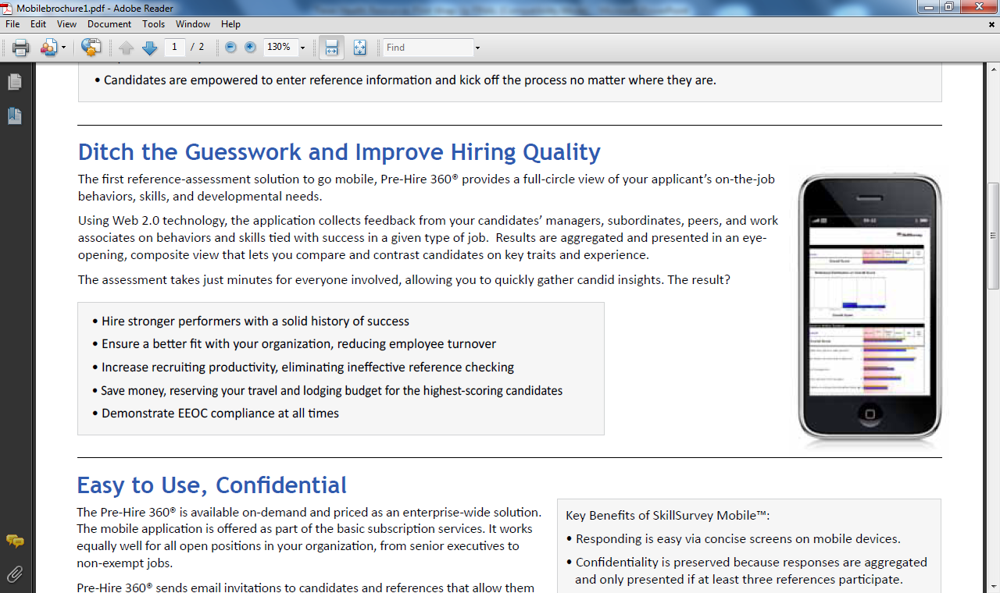 Mobilebrochure1.pdf - Adobe Reader
File Edit View Document Tools Window Help
1 / 2 130% Find
• Candidates are empowered to enter reference information and kick off the process no matter where they are.
Ditch the Guesswork and Improve Hiring Quality
The first reference-assessment solution to go mobile, Pre-Hire 360® provides a full-circle view of your applicant's on-the-job
behaviors, skills, and developmental needs.
Using Web 2.0 technology, the application collects feedback from your candidates' managers, subordinates, peers, and work
associates on behaviors and skills tied with success in a given type of job. Results are aggregated and presented in an eye-
opening, composite view that lets you compare and contrast candidates on key traits and experience.
The assessment takes just minutes for everyone involved, allowing you to quickly gather candid insights. The result?
• Hire stronger performers with a solid history of success
• Ensure a better fit with your organization, reducing employee turnover
• Increase recruiting productivity, eliminating ineffective reference checking
• Save money, reserving your travel and lodging budget for the highest-scoring candidates
• Demonstrate EEOC compliance at all times
SkillSurvey
Easy to Use, Confidential
The Pre-Hire 360® is available on-demand and priced as an enterprise-wide solution.
The mobile application is offered as part of the basic subscription services. It works
equally well for all open positions in your organization, from senior executives to
non-exempt jobs.
Pre-Hire 360® sends email invitations to candidates and references that allow them
Key Benefits of SkillSurvey Mobile™:
• Responding is easy via concise screens on mobile devices.
• Confidentiality is preserved because responses are aggregated
and only presented if at least three references participate.